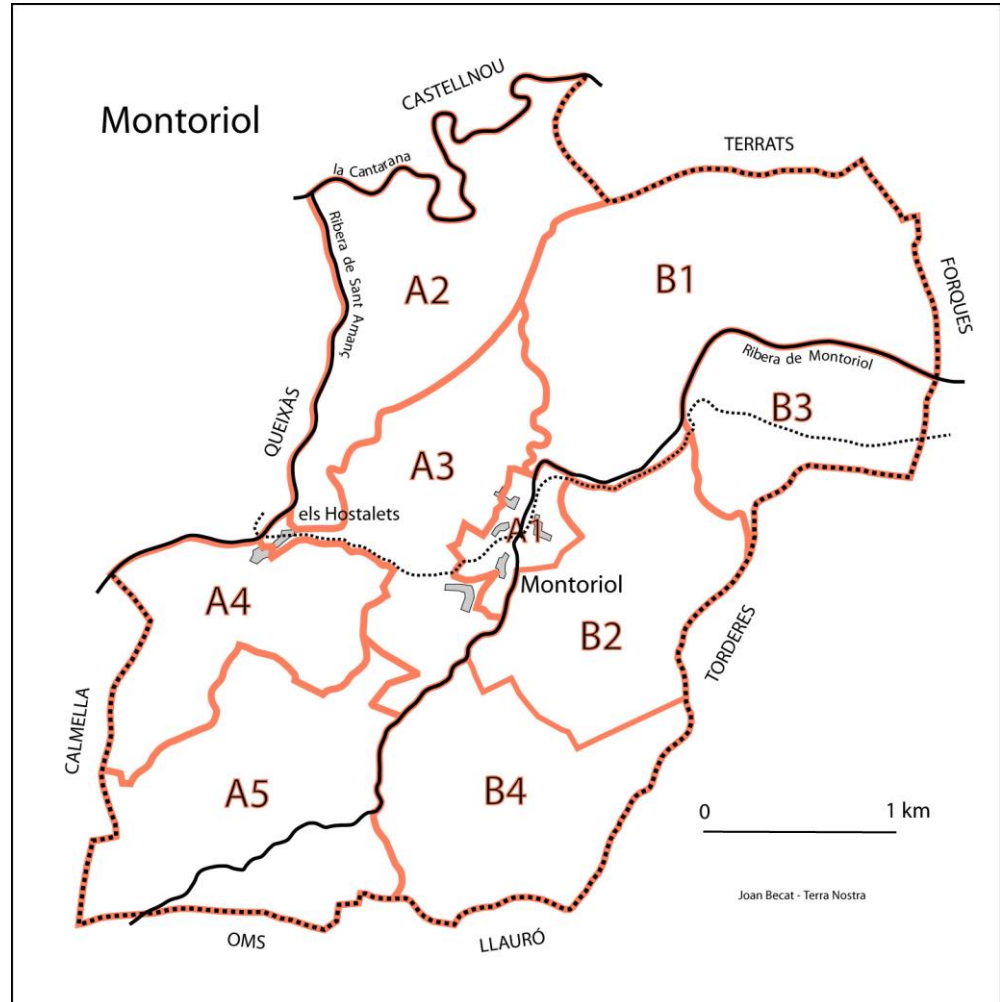 CASTELLNOU
Montoriol
TERRATS
la Cantarana
Ribera de Sant Amanç
FORQUES
A2
B1
Ribera de Montoriol
QUEIXÀS
B3
A3
els Hostalets
A1
Montoriol
A4
B2
TORDERES
CALMELLA
A5
B4
0 1 km
Joan Becat - Terra Nostra
OMS
LLAURÓ